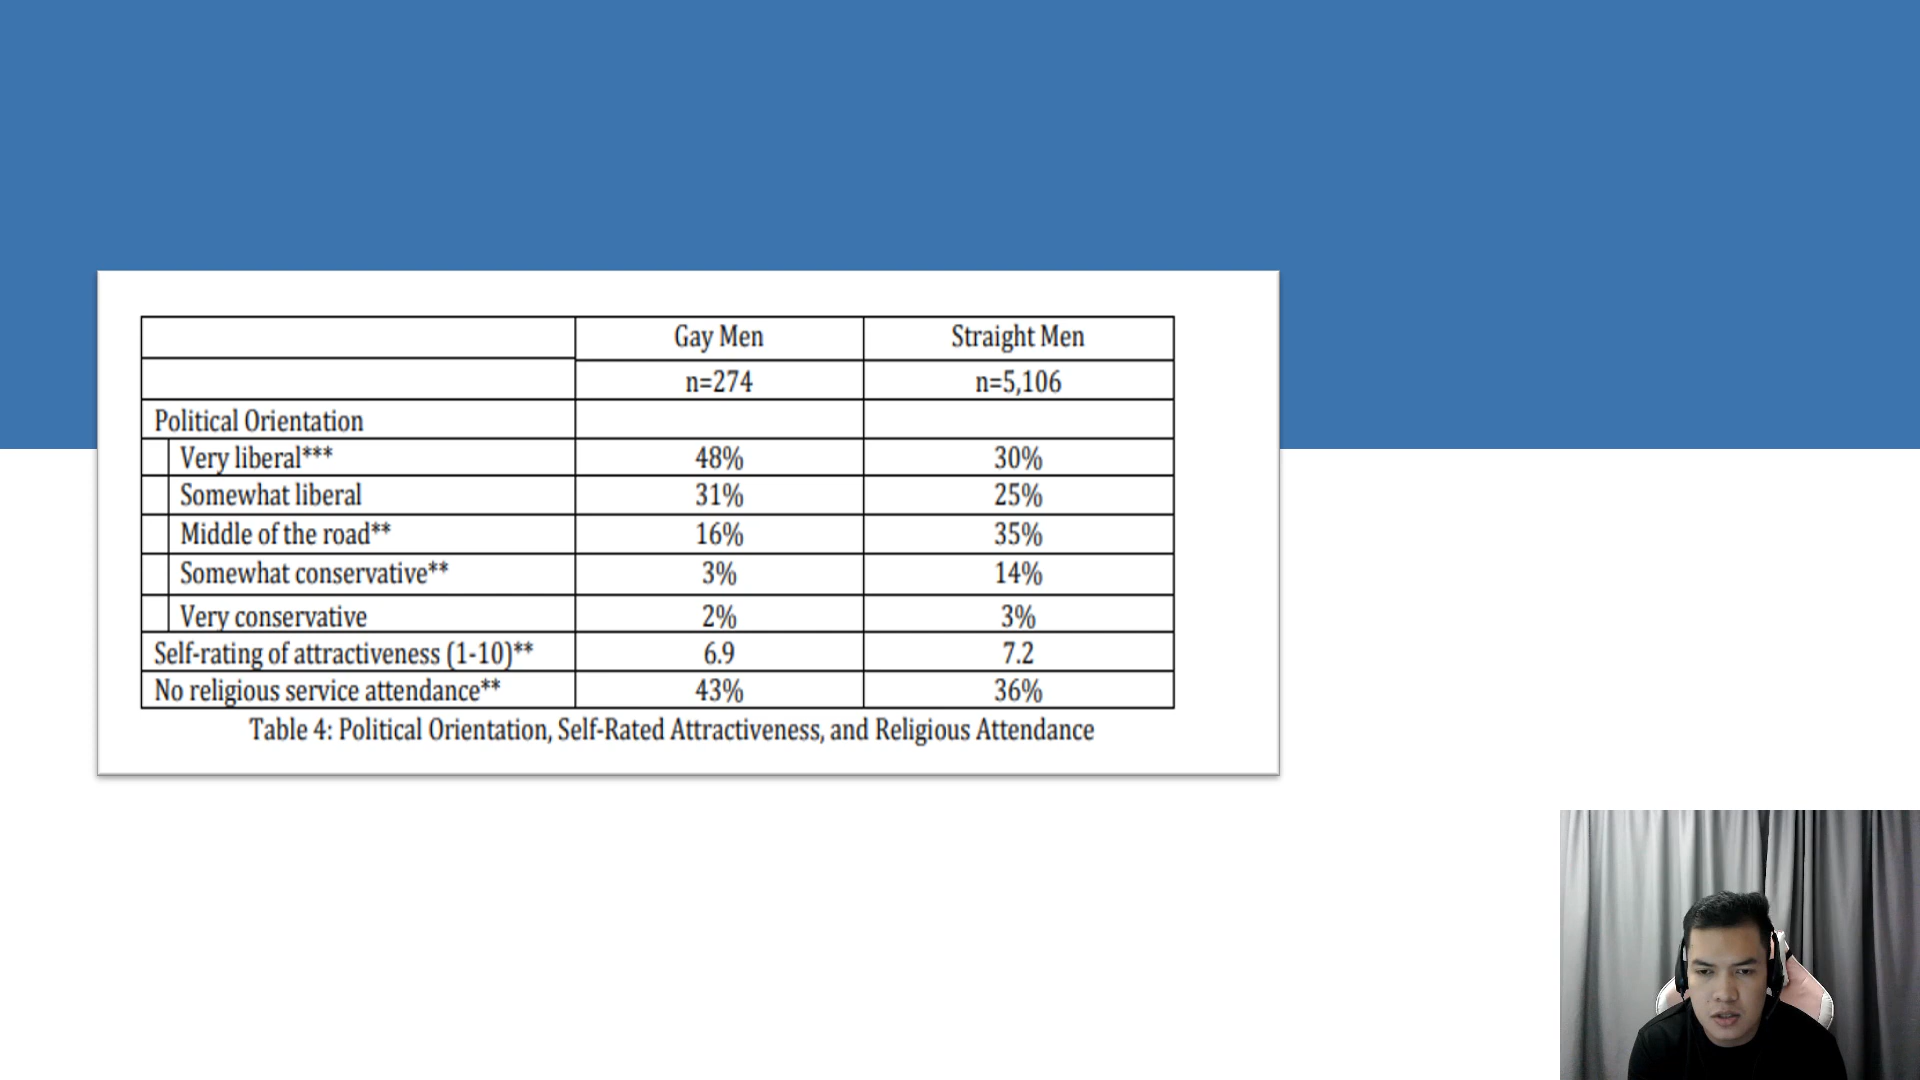 Gay Men Straight Men
n=274 n=5,106
Political Orientation
Very liberal*** 48% 30%
Somewhat liberal 31% 25%
Middle of the road** 16% 35%
Somewhat conservative** 3% 14%
Very conservative 2% 3%
Self-rating of attractiveness (1-10)** 6.9 7.2
No religious service attendance** 43% 36%
Table 4: Political Orientation, Self-Rated Attractiveness, and Religious Attendance